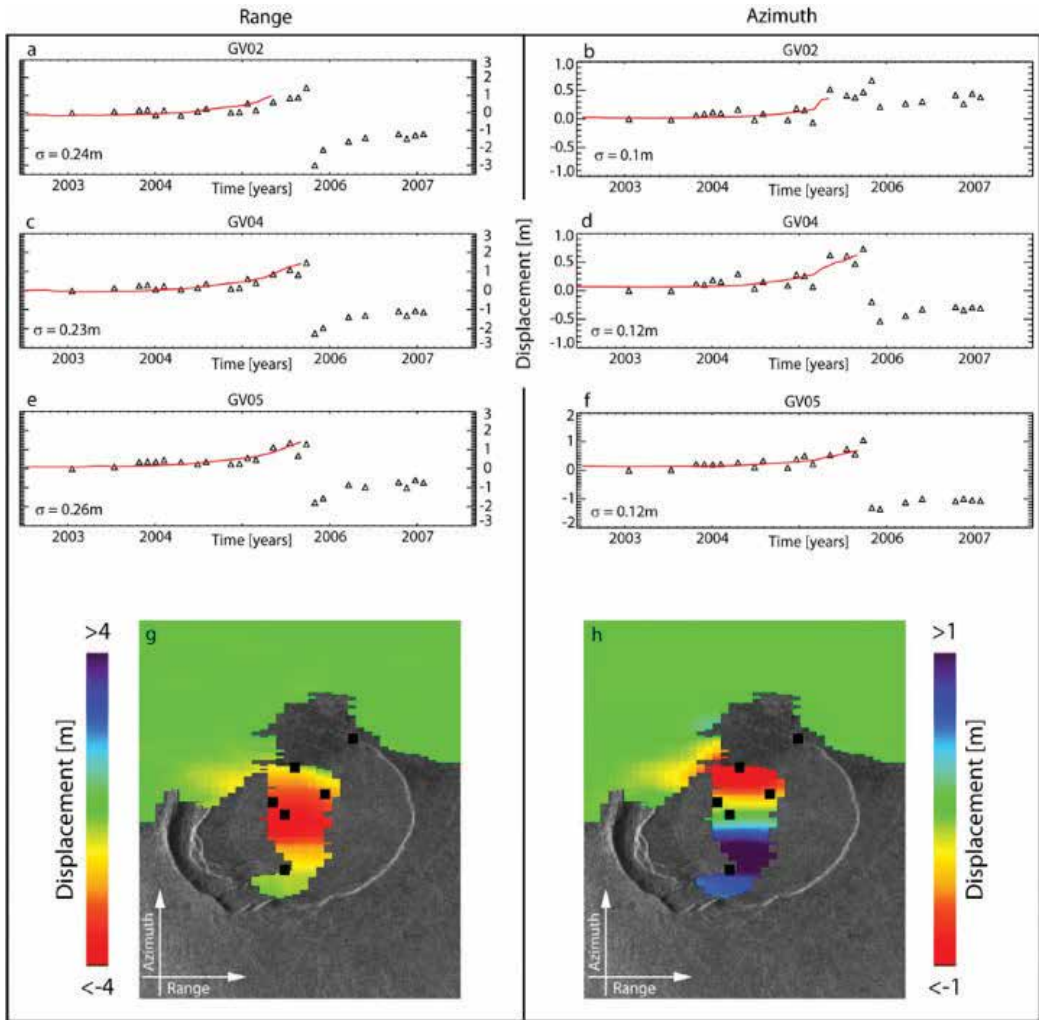 Range Azimuth
a GV02
3
2
1
0
-1
-2
-3
σ = 0.24m
2003 2004 Time [years] 2006 2007
b GV02
1.0
0.5
0.0
-0.5
-1.0
σ = 0.1m
2003 2004 Time [years] 2006 2007
c GV04
3
2
1
0
-1
-2
-3
σ = 0.23m
2003 2004 Time [years] 2006 2007
Displacement [m]
d GV04
1.0
0.5
0.0
-0.5
-1.0
σ = 0.12m
2003 2004 Time [years] 2006 2007
e GV05
3
2
1
0
-1
-2
-3
σ = 0.26m
2003 2004 Time [years] 2006 2007
f GV05
2
1
0
-1
-2
σ = 0.12m
2003 2004 Time [years] 2006 2007
>4
Displacement [m]
<-4
g
Azimuth
Range
h
Azimuth
Range
>1
Displacement [m]
<-1